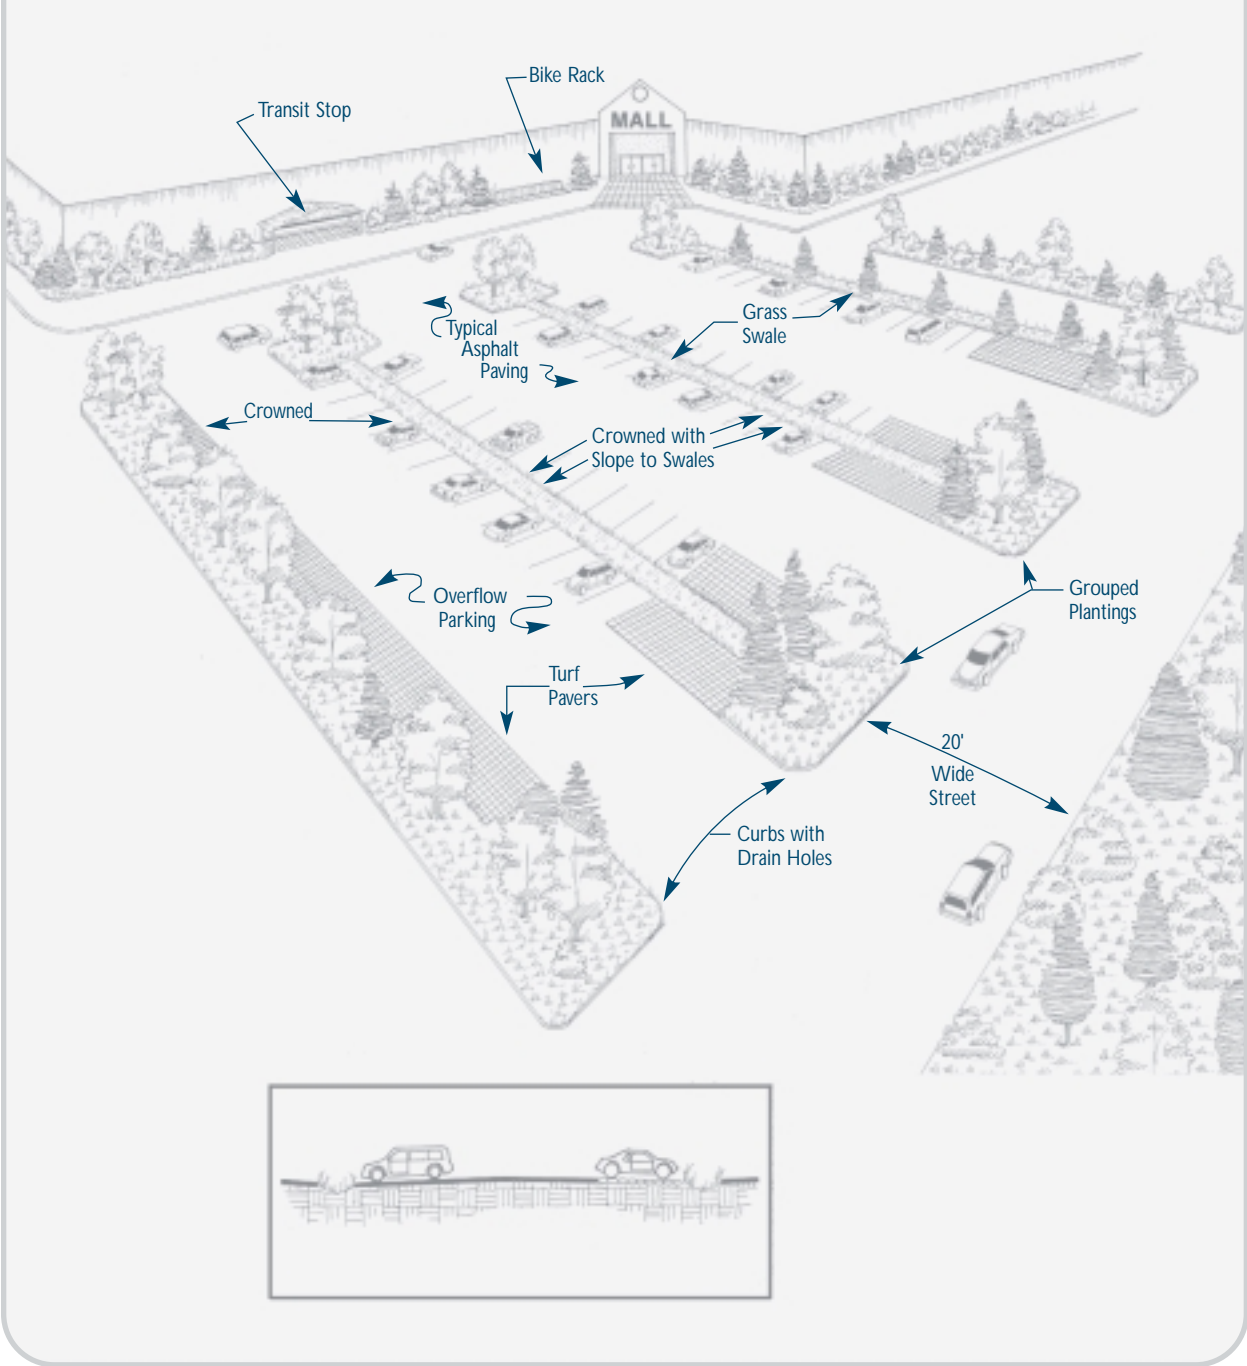 Bike Rack
Transit Stop
MALL
Grass
Swale
Typical
Asphalt
Paving
Crowned
Crowned with
Slope to Swales
Overflow
Parking
Grouped
Plantings
Turf
Pavers
20'
Wide
Street
Curbs with
Drain Holes